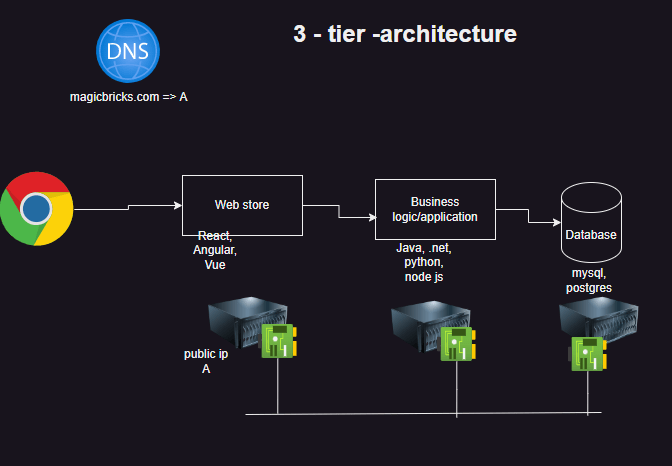 3 - tier -architecture
DNS
magicbricks.com => A
Web store
React,
Angular,
Vue
Business
logic/application
Java, .net,
python,
node js
Database
mysql,
postgres
public ip
A